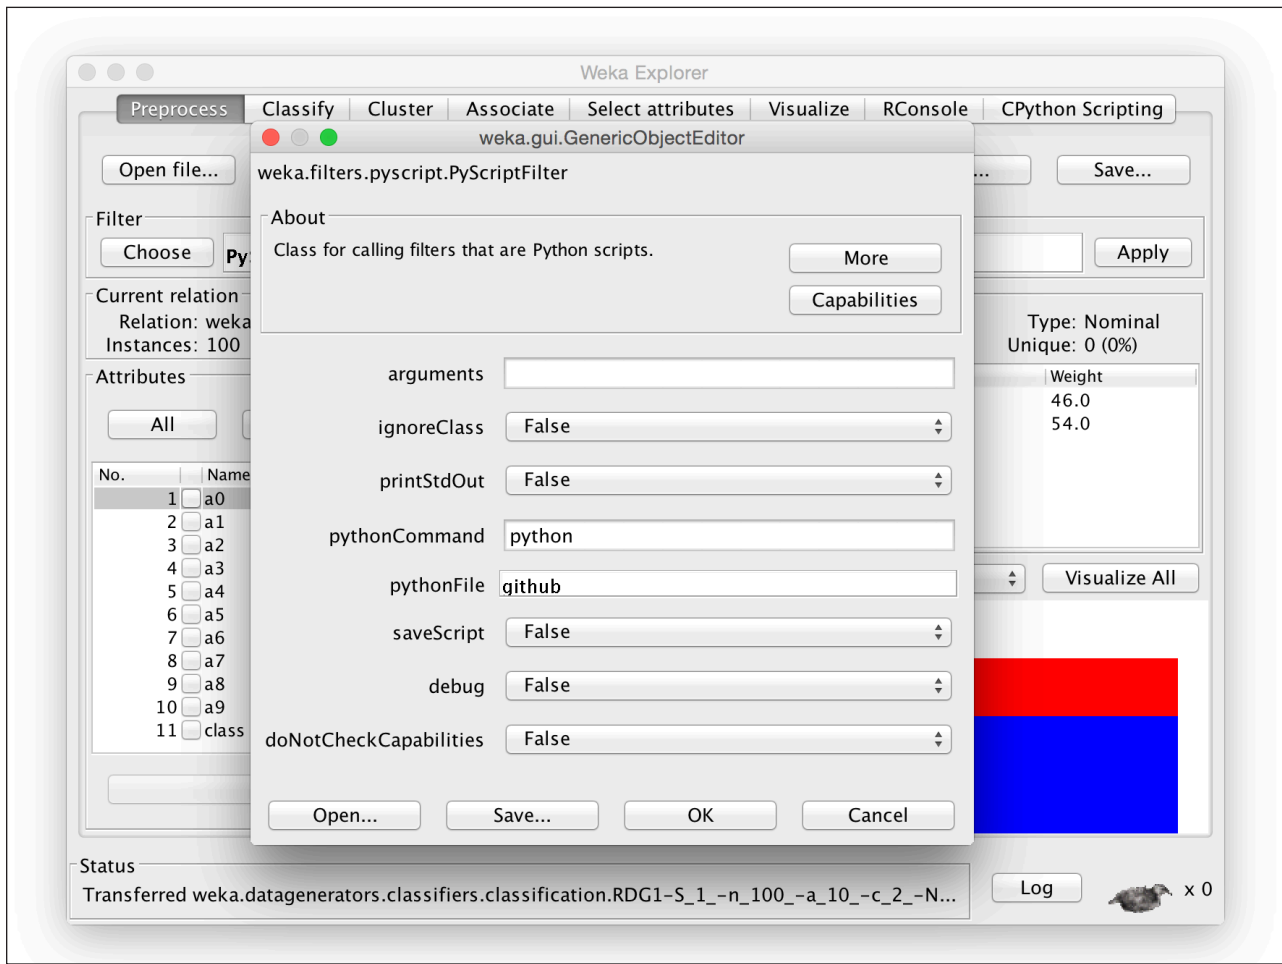 Weka Explorer
Preprocess Classify Cluster Associate Select attributes Visualize RConsole CPython Scripting
weka.gui.GenericObjectEditor
Open file... ... Save...
weka.filters.pyscript.PyScriptFilter
Filter
Choose Py Apply
About
Class for calling filters that are Python scripts.
More
Capabilities
Current relation
Relation: weka
Instances: 100
Type: Nominal
Unique: 0 (0%)
Attributes
All
Weight
46.0
54.0
No. Name
1 a0
2 a1
3 a2
4 a3
5 a4
6 a5
7 a6
8 a7
9 a8
10 a9
11 class
arguments
ignoreClass False
printStdOut False
pythonCommand python
pythonFile github
saveScript False
debug False
doNotCheckCapabilities False
Visualize All
Open... Save... OK Cancel
Status
Transferred weka.datagenerators.classifiers.classification.RDG1-S_1_-n_100_-a_10_-c_2_-N...
Log x 0